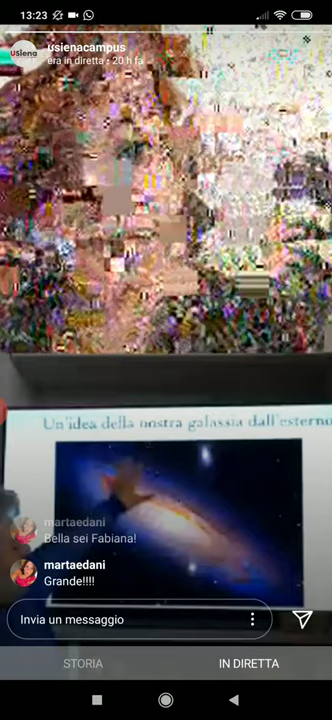 13:23
USiena
usienacampus
era in diretta • 20 h fa
Un'idea della nostra galassia dall'esterno
martaedani
Bella sei Fabiana!
martaedani
Grande!!!!
Invia un messaggio
STORIA
IN DIRETTA